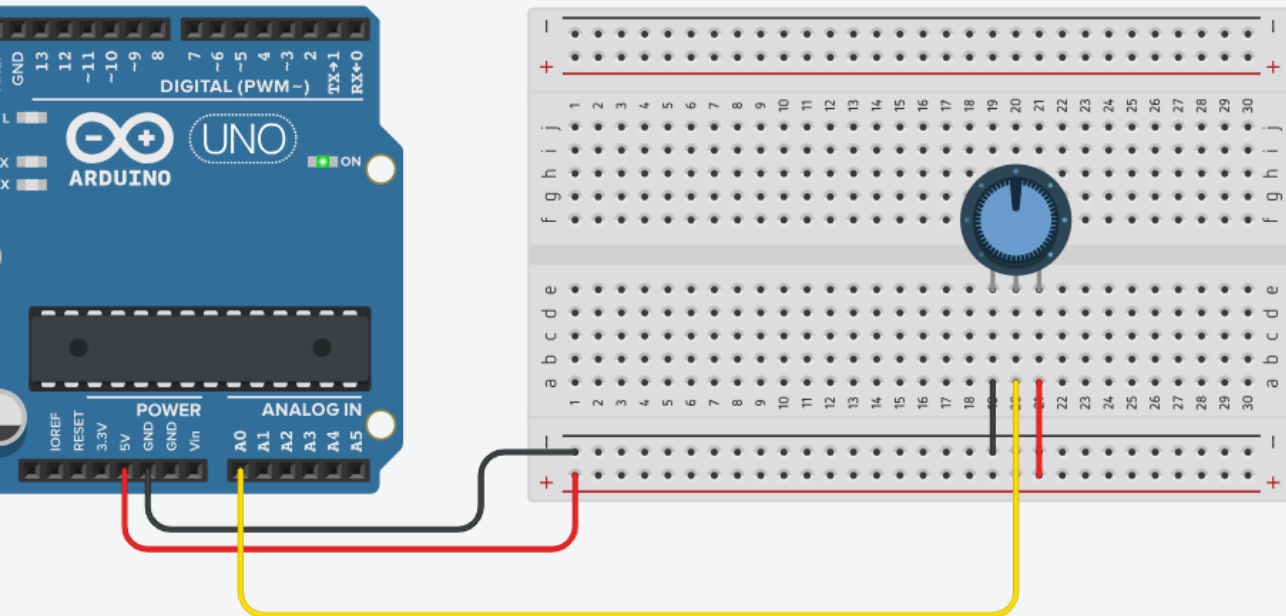 GND 13 12 ~11 ~10 ~9 8 7 ~6 ~5 4 ~3 2 TX→1 RX←0
DIGITAL (PWM~)
L
UNO
ON
X
X
ARDUINO
POWER
ANALOG IN
IOREF RESET 3.3V 5V GND GND Vin A0 A1 A2 A3 A4 A5
− −
+ +
1 2 3 4 5 6 7 8 9 10 11 12 13 14 15 16 17 18 19 20 21 22 23 24 25 26 27 28 29 30
j j
i i
h h
g g
f f
e e
d d
c c
b b
a a
1 2 3 4 5 6 7 8 9 10 11 12 13 14 15 16 17 18 22 23 24 25 26 27 28 29 30
− −
+ +